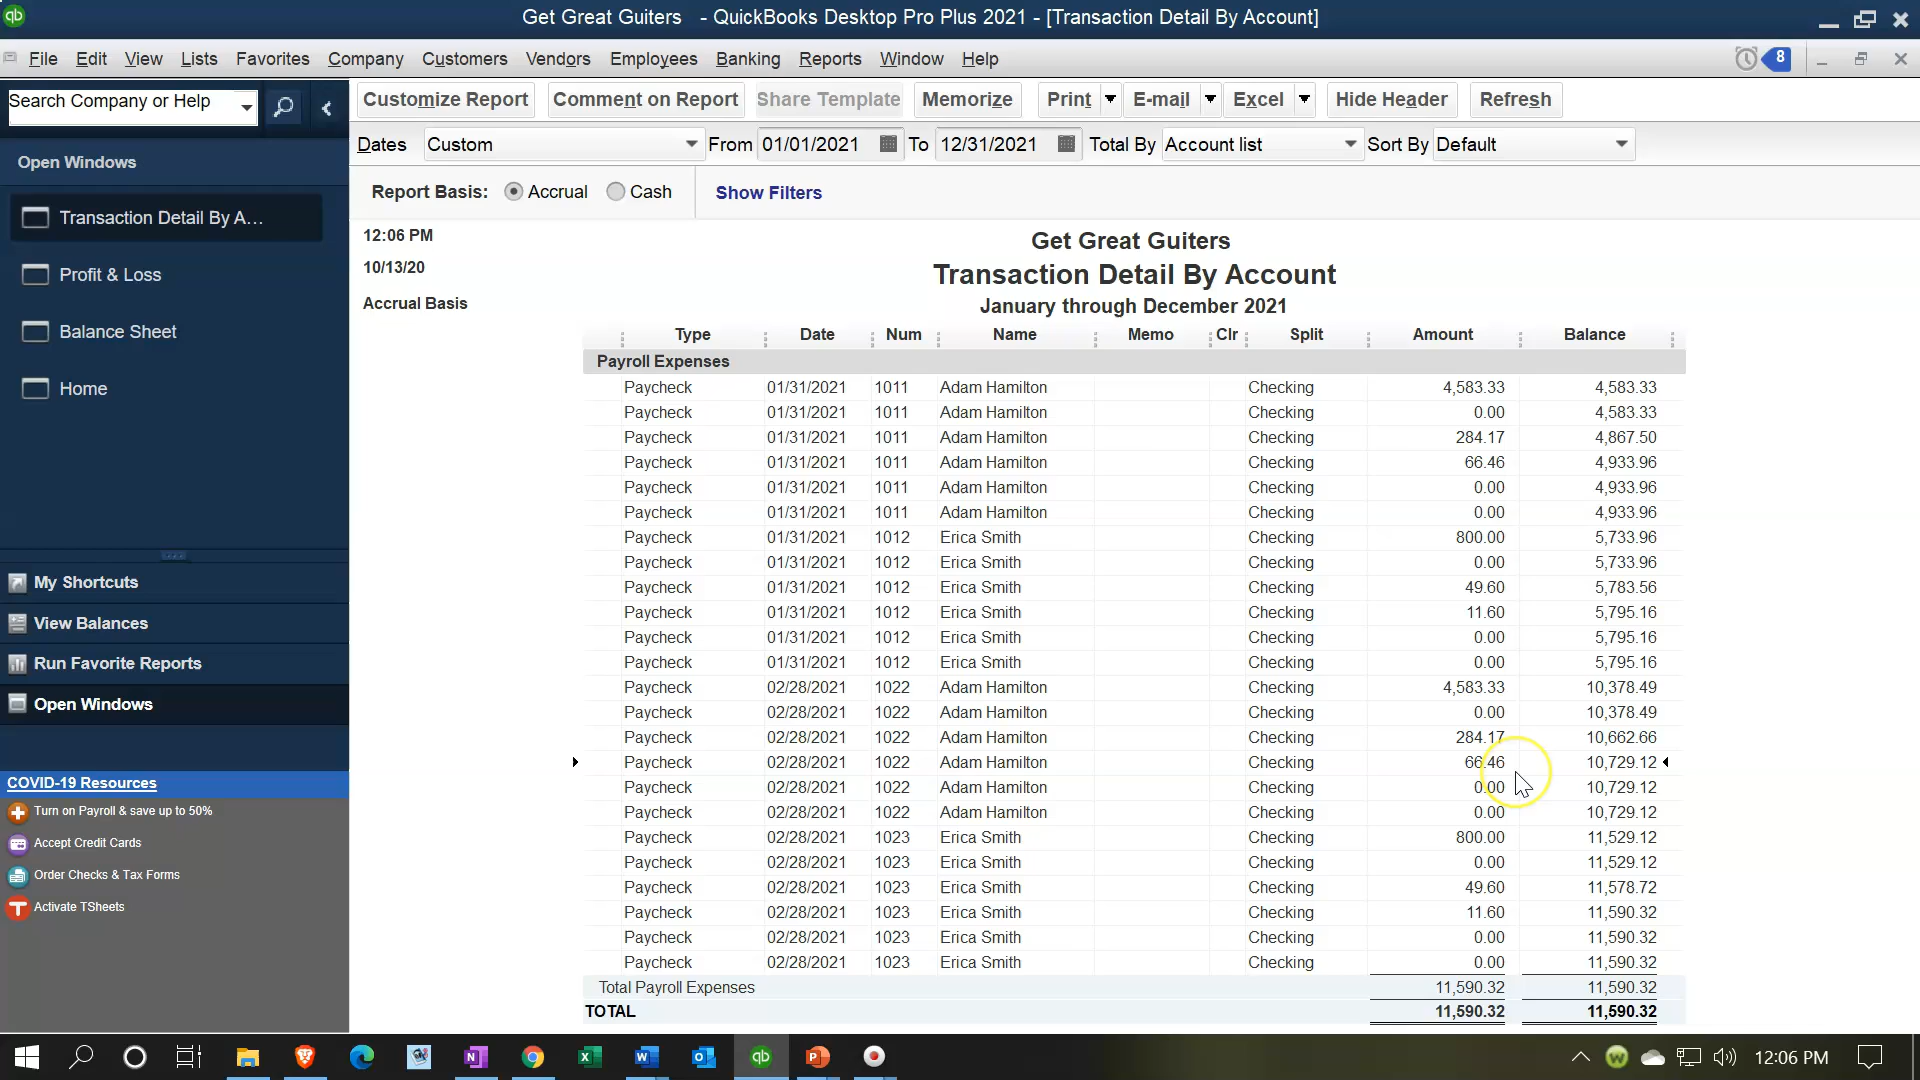 Get Great Guiters - QuickBooks Desktop Pro Plus 2021 - [Transaction Detail By Account]
File Edit View Lists Favorites Company Customers Vendors Employees Banking Reports Window Help 8
Search Company or Help
Customize Report Comment on Report Share Template Memorize Print E-mail Excel Hide Header Refresh
Dates Custom From 01/01/2021 To 12/31/2021 Total By Account list Sort By Default
Report Basis: Accrual Cash Show Filters
Open Windows
Transaction Detail By A...
Profit & Loss
Balance Sheet
Home
My Shortcuts
View Balances
Run Favorite Reports
Open Windows
COVID-19 Resources
Turn on Payroll & save up to 50%
Accept Credit Cards
Order Checks & Tax Forms
Activate TSheets
12:06 PM
10/13/20
Accrual Basis
Get Great Guiters
Transaction Detail By Account
January through December 2021
Type Date Num Name Memo Clr Split Amount Balance
Payroll Expenses
Paycheck 01/31/2021 1011 Adam Hamilton Checking 4,583.33 4,583.33
Paycheck 01/31/2021 1011 Adam Hamilton Checking 0.00 4,583.33
Paycheck 01/31/2021 1011 Adam Hamilton Checking 284.17 4,867.50
Paycheck 01/31/2021 1011 Adam Hamilton Checking 66.46 4,933.96
Paycheck 01/31/2021 1011 Adam Hamilton Checking 0.00 4,933.96
Paycheck 01/31/2021 1011 Adam Hamilton Checking 0.00 4,933.96
Paycheck 01/31/2021 1012 Erica Smith Checking 800.00 5,733.96
Paycheck 01/31/2021 1012 Erica Smith Checking 0.00 5,733.96
Paycheck 01/31/2021 1012 Erica Smith Checking 49.60 5,783.56
Paycheck 01/31/2021 1012 Erica Smith Checking 11.60 5,795.16
Paycheck 01/31/2021 1012 Erica Smith Checking 0.00 5,795.16
Paycheck 01/31/2021 1012 Erica Smith Checking 0.00 5,795.16
Paycheck 02/28/2021 1022 Adam Hamilton Checking 4,583.33 10,378.49
Paycheck 02/28/2021 1022 Adam Hamilton Checking 0.00 10,378.49
Paycheck 02/28/2021 1022 Adam Hamilton Checking 284.17 10,662.66
Paycheck 02/28/2021 1022 Adam Hamilton Checking 66.46 10,729.12
Paycheck 02/28/2021 1022 Adam Hamilton Checking 0.00 10,729.12
Paycheck 02/28/2021 1022 Adam Hamilton Checking 0.00 10,729.12
Paycheck 02/28/2021 1023 Erica Smith Checking 800.00 11,529.12
Paycheck 02/28/2021 1023 Erica Smith Checking 0.00 11,529.12
Paycheck 02/28/2021 1023 Erica Smith Checking 49.60 11,578.72
Paycheck 02/28/2021 1023 Erica Smith Checking 11.60 11,590.32
Paycheck 02/28/2021 1023 Erica Smith Checking 0.00 11,590.32
Paycheck 02/28/2021 1023 Erica Smith Checking 0.00 11,590.32
Total Payroll Expenses 11,590.32 11,590.32
TOTAL 11,590.32 11,590.32
12:06 PM